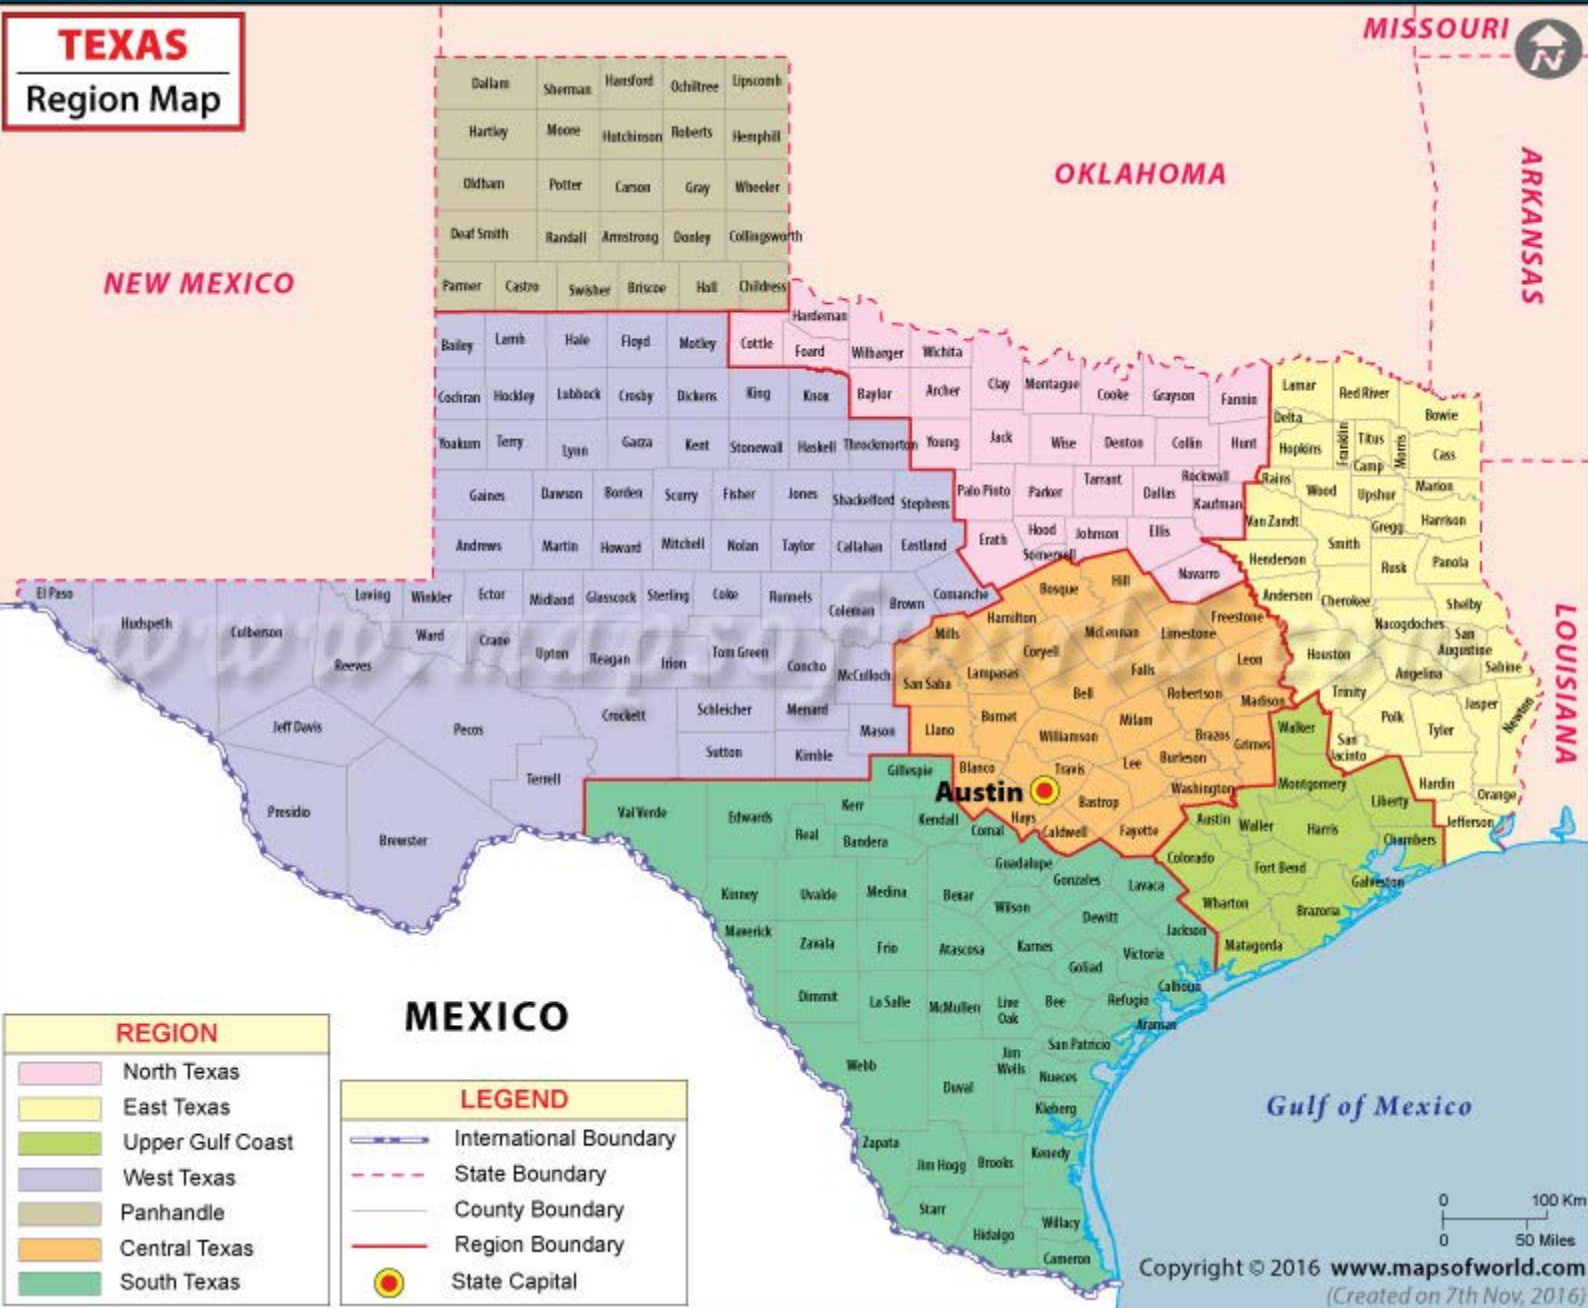 TEXAS
Region Map
MISSOURI
N
OKLAHOMA
ARKANSAS
NEW MEXICO
LOUISIANA
MEXICO
Gulf of Mexico
Austin
www.mapsofworld.com
Dallam Sherman Hansford Ochiltree Lipscomb
Hartley Moore Hutchinson Roberts Hemphill
Oldham Potter Carson Gray Wheeler
Deaf Smith Randall Armstrong Donley Collingsworth
Parmer Castro Swisher Briscoe Hall Childress
Hardeman
Bailey Lamb Hale Floyd Motley Cottle Foard Wilbarger Wichita
Cochran Hockley Lubbock Crosby Dickens King Knox Baylor Archer Clay Montague Cooke Grayson Fannin Lamar Red River Bowie
Delta
Yoakum Terry Lynn Garza Kent Stonewall Haskell Throckmorton Young Jack Wise Denton Collin Hunt Hopkins Franklin Titus Morris Cass
Camp
Gaines Dawson Borden Scurry Fisher Jones Shackelford Stephens Palo Pinto Parker Tarrant Dallas Rockwall Kaufman Rains Wood Upshur Marion
Van Zandt Gregg Harrison
Andrews Martin Howard Mitchell Nolan Taylor Callahan Eastland Erath Hood Somervell Johnson Ellis Navarro Henderson Smith Rusk Panola
El Paso Loving Winkler Ector Midland Glasscock Sterling Coke Runnels Coleman Brown Comanche Bosque Hill Freestone Anderson Cherokee Shelby
Hudspeth Culberson Reeves Ward Crane Upton Reagan Irion Tom Green Concho McCulloch Mills Hamilton Coryell McLennan Limestone Nacogdoches
San Augustine
Sabine
San Saba Lampasas Bell Falls Robertson Leon Madison Houston Trinity Angelina
Jeff Davis Pecos Terrell Crockett Schleicher Sutton Menard Kimble Mason Llano Burnet Williamson Milam Brazos Grimes Walker Polk Tyler Jasper Newton
San Jacinto
Presidio Brewster Val Verde Edwards Real Kerr Bandera Gillespie Kendall Blanco Travis Hays Comal Caldwell Bastrop Lee Burleson Washington Fayette Montgomery Liberty Hardin Orange Jefferson
Austin Waller Harris Chambers
Colorado Fort Bend Galveston
Wharton Brazoria
Matagorda
Kinney Uvalde Medina Bexar Guadalupe Gonzales Lavaca
Wilson Dewitt Jackson
Maverick Zavala Frio Atascosa Karnes Goliad Victoria
Dimmit La Salle McMullen Live Oak Bee Refugio Calhoun
Aransas
San Patricio
Webb Duval Jim Wells Nueces
Kleberg
Zapata Jim Hogg Brooks Kenedy
Starr Hidalgo Willacy
Cameron
REGION
North Texas
East Texas
Upper Gulf Coast
West Texas
Panhandle
Central Texas
South Texas
LEGEND
International Boundary
State Boundary
County Boundary
Region Boundary
State Capital
0 100 Km
0 50 Miles
Copyright © 2016 www.mapsofworld.com
(Created on 7th Nov, 2016)